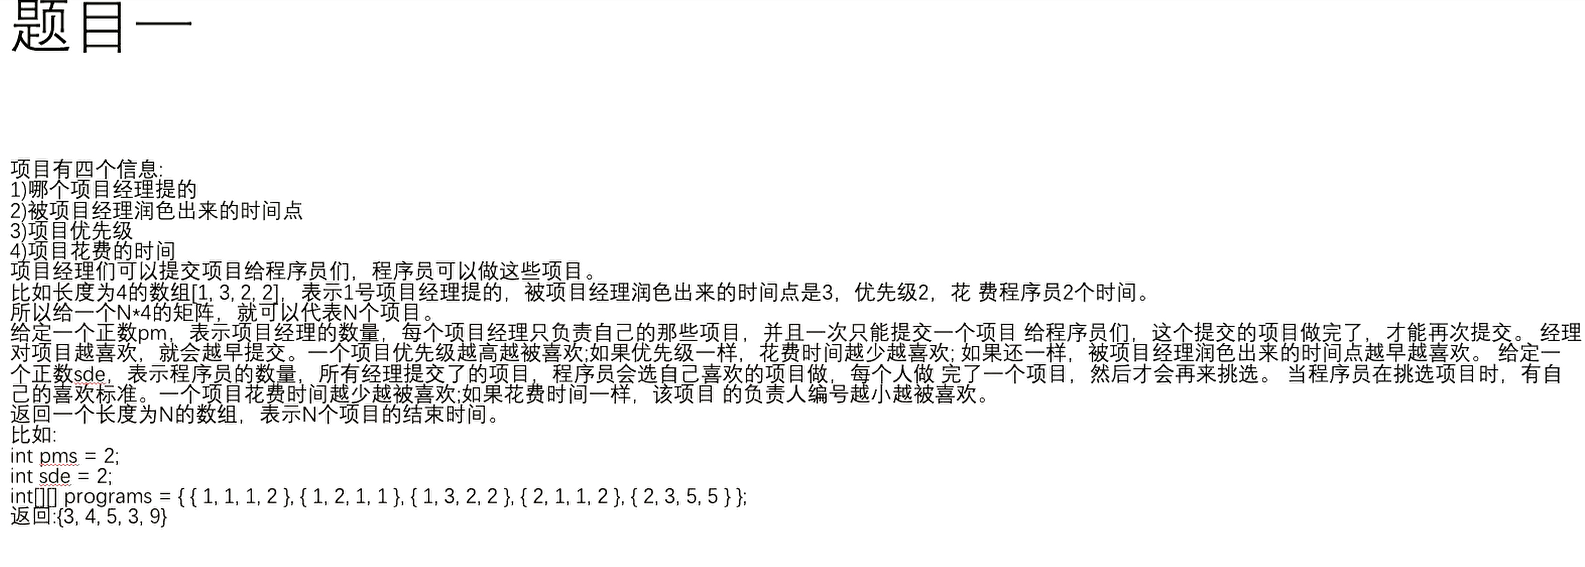 题目一
项目有四个信息:
1)哪个项目经理提的
2)被项目经理润色出来的时间点
3)项目优先级
4)项目花费的时间
项目经理们可以提交项目给程序员们，程序员可以做这些项目。
比如长度为4的数组[1, 3, 2, 2]，表示1号项目经理提的，被项目经理润色出来的时间点是3，优先级2，花 费程序员2个时间。
所以给一个N*4的矩阵，就可以代表N个项目。
给定一个正数pm，表示项目经理的数量，每个项目经理只负责自己的那些项目，并且一次只能提交一个项目 给程序员们，这个提交的项目做完了，才能再次提交。 经理
对项目越喜欢，就会越早提交。一个项目优先级越高越被喜欢;如果优先级一样，花费时间越少越喜欢; 如果还一样，被项目经理润色出来的时间点越早越喜欢。 给定一
个正数sde，表示程序员的数量，所有经理提交了的项目，程序员会选自己喜欢的项目做，每个人做 完了一个项目，然后才会再来挑选。 当程序员在挑选项目时，有自
己的喜欢标准。一个项目花费时间越少越被喜欢;如果花费时间一样，该项目 的负责人编号越小越被喜欢。
返回一个长度为N的数组，表示N个项目的结束时间。
比如:
int pms = 2;
int sde = 2;
int[][] programs = { { 1, 1, 1, 2 }, { 1, 2, 1, 1 }, { 1, 3, 2, 2 }, { 2, 1, 1, 2 }, { 2, 3, 5, 5 } };
返回:{3, 4, 5, 3, 9}